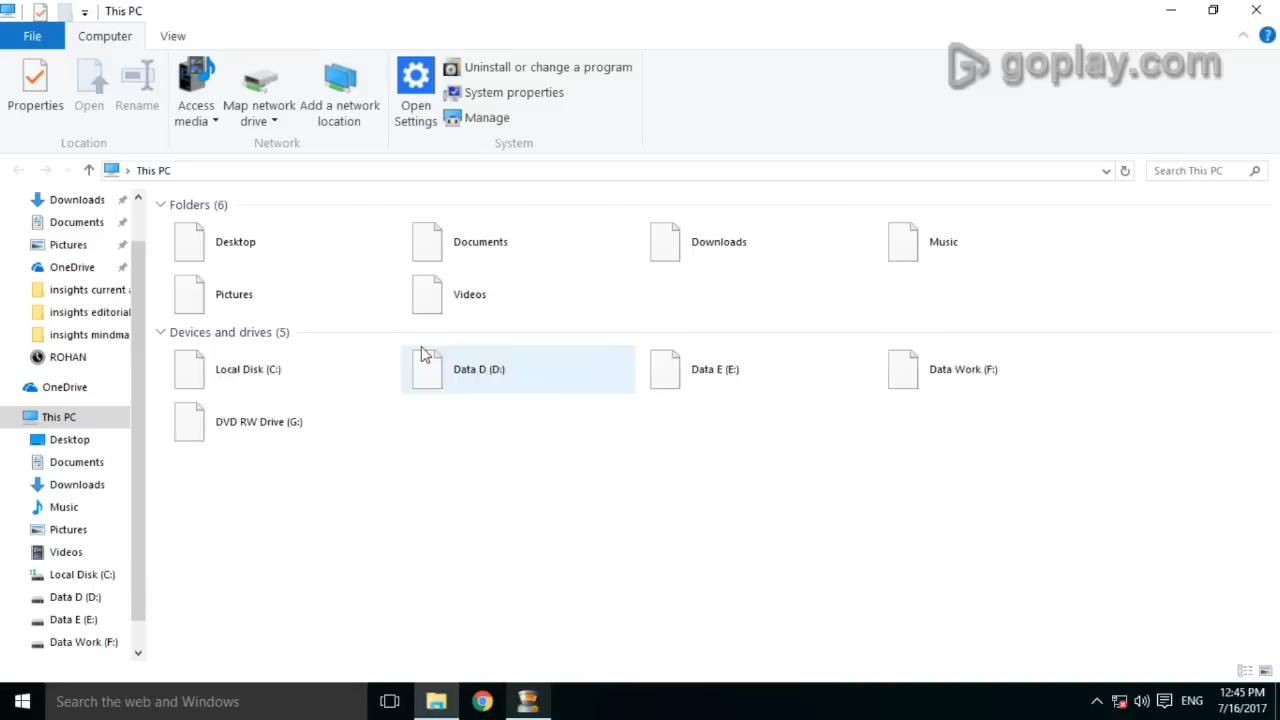 This PC
File
Computer
View
goplay.com
Properties
Open
Rename
Access media
Map network drive
Add a network location
Open Settings
Uninstall or change a program
System properties
Manage
Location
Network
System
This PC
Search This PC
Downloads
Documents
Pictures
OneDrive
insights current a
insights editorial
insights mindma
ROHAN
OneDrive
This PC
Desktop
Documents
Downloads
Music
Pictures
Videos
Local Disk (C:)
Data D (D:)
Data E (E:)
Data Work (F:)
Folders (6)
Desktop
Documents
Downloads
Music
Pictures
Videos
Devices and drives (5)
Local Disk (C:)
Data D (D:)
Data E (E:)
Data Work (F:)
DVD RW Drive (G:)
Search the web and Windows
ENG
12:45 PM
7/16/2017